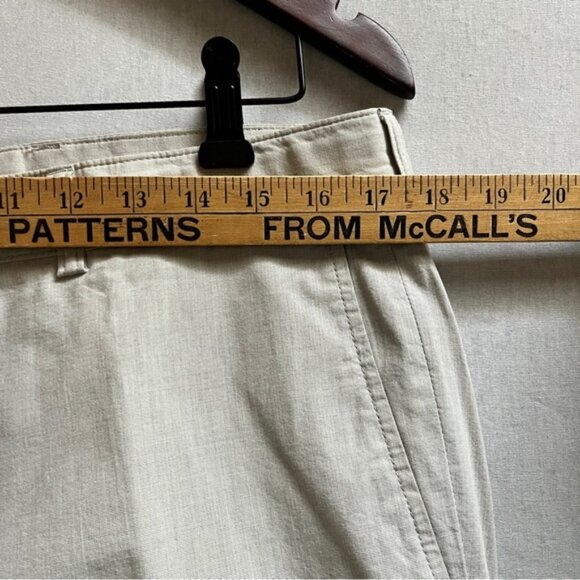 11 12 13 14 15 16 17 18 19 20
PATTERNS FROM McCALL'S